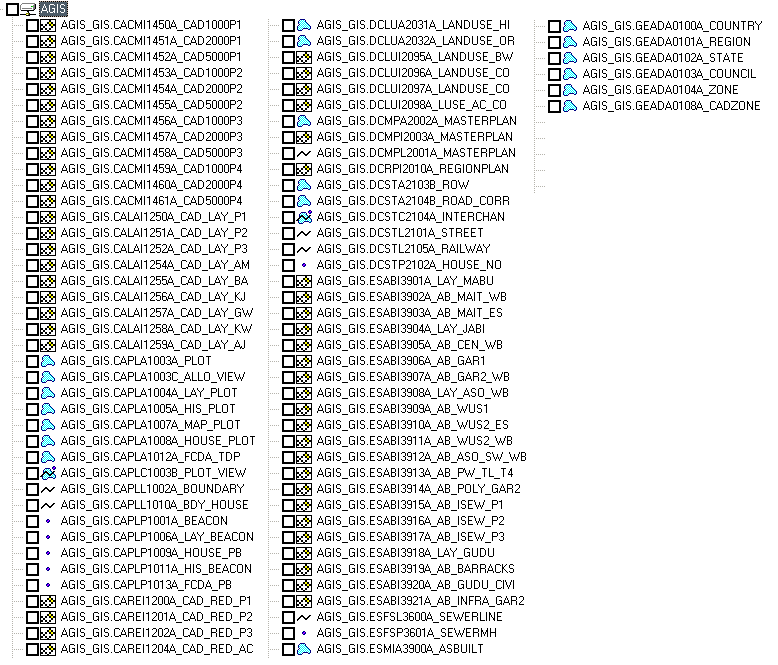 AGIS
AGIS_GIS.CACMI1450A_CAD1000P1
AGIS_GIS.CACMI1451A_CAD2000P1
AGIS_GIS.CACMI1452A_CAD5000P1
AGIS_GIS.CACMI1453A_CAD1000P2
AGIS_GIS.CACMI1454A_CAD2000P2
AGIS_GIS.CACMI1455A_CAD5000P2
AGIS_GIS.CACMI1456A_CAD1000P3
AGIS_GIS.CACMI1457A_CAD2000P3
AGIS_GIS.CACMI1458A_CAD5000P3
AGIS_GIS.CACMI1459A_CAD1000P4
AGIS_GIS.CACMI1460A_CAD2000P4
AGIS_GIS.CACMI1461A_CAD5000P4
AGIS_GIS.CALAI1250A_CAD_LAY_P1
AGIS_GIS.CALAI1251A_CAD_LAY_P2
AGIS_GIS.CALAI1252A_CAD_LAY_P3
AGIS_GIS.CALAI1254A_CAD_LAY_AM
AGIS_GIS.CALAI1255A_CAD_LAY_BA
AGIS_GIS.CALAI1256A_CAD_LAY_KJ
AGIS_GIS.CALAI1257A_CAD_LAY_GW
AGIS_GIS.CALAI1258A_CAD_LAY_KW
AGIS_GIS.CALAI1259A_CAD_LAY_AJ
AGIS_GIS.CAPLA1003A_PLOT
AGIS_GIS.CAPLA1003C_ALLO_VIEW
AGIS_GIS.CAPLA1004A_LAY_PLOT
AGIS_GIS.CAPLA1005A_HIS_PLOT
AGIS_GIS.CAPLA1007A_MAP_PLOT
AGIS_GIS.CAPLA1008A_HOUSE_PLOT
AGIS_GIS.CAPLA1012A_FCDA_TDP
AGIS_GIS.CAPLC1003B_PLOT_VIEW
AGIS_GIS.CAPLL1002A_BOUNDARY
AGIS_GIS.CAPLL1010A_BDY_HOUSE
AGIS_GIS.CAPLP1001A_BEACON
AGIS_GIS.CAPLP1006A_LAY_BEACON
AGIS_GIS.CAPLP1009A_HOUSE_PB
AGIS_GIS.CAPLP1011A_HIS_BEACON
AGIS_GIS.CAPLP1013A_FCDA_PB
AGIS_GIS.CAREI1200A_CAD_RED_P1
AGIS_GIS.CAREI1201A_CAD_RED_P2
AGIS_GIS.CAREI1202A_CAD_RED_P3
AGIS_GIS.CAREI1204A_CAD_RED_AC
AGIS_GIS.DCLUA2031A_LANDUSE_HI
AGIS_GIS.DCLUA2032A_LANDUSE_OR
AGIS_GIS.DCLUI2095A_LANDUSE_BW
AGIS_GIS.DCLUI2096A_LANDUSE_CO
AGIS_GIS.DCLUI2097A_LANDUSE_CO
AGIS_GIS.DCLUI2098A_LUSE_AC_CO
AGIS_GIS.DCMPA2002A_MASTERPLAN
AGIS_GIS.DCMPI2003A_MASTERPLAN
AGIS_GIS.DCMPL2001A_MASTERPLAN
AGIS_GIS.DCRPI2010A_REGIONPLAN
AGIS_GIS.DCSTA2103B_ROW
AGIS_GIS.DCSTA2104B_ROAD_CORR
AGIS_GIS.DCSTC2104A_INTERCHAN
AGIS_GIS.DCSTL2101A_STREET
AGIS_GIS.DCSTL2105A_RAILWAY
AGIS_GIS.DCSTP2102A_HOUSE_NO
AGIS_GIS.ESABI3901A_LAY_MABU
AGIS_GIS.ESABI3902A_AB_MAIT_WB
AGIS_GIS.ESABI3903A_AB_MAIT_ES
AGIS_GIS.ESABI3904A_LAY_JABI
AGIS_GIS.ESABI3905A_AB_CEN_WB
AGIS_GIS.ESABI3906A_AB_GAR1
AGIS_GIS.ESABI3907A_AB_GAR2_WB
AGIS_GIS.ESABI3908A_LAY_ASO_WB
AGIS_GIS.ESABI3909A_AB_WUS1
AGIS_GIS.ESABI3910A_AB_WUS2_ES
AGIS_GIS.ESABI3911A_AB_WUS2_WB
AGIS_GIS.ESABI3912A_AB_ASO_SW_WB
AGIS_GIS.ESABI3913A_AB_PW_TL_T4
AGIS_GIS.ESABI3914A_AB_POLY_GAR2
AGIS_GIS.ESABI3915A_AB_ISEW_P1
AGIS_GIS.ESABI3916A_AB_ISEW_P2
AGIS_GIS.ESABI3917A_AB_ISEW_P3
AGIS_GIS.ESABI3918A_LAY_GUDU
AGIS_GIS.ESABI3919A_AB_BARRACKS
AGIS_GIS.ESABI3920A_AB_GUDU_CIVI
AGIS_GIS.ESABI3921A_AB_INFRA_GAR2
AGIS_GIS.ESFSL3600A_SEWERLINE
AGIS_GIS.ESFSP3601A_SEWERMH
AGIS_GIS.ESMIA3900A_ASBUILT
AGIS_GIS.GEADA0100A_COUNTRY
AGIS_GIS.GEADA0101A_REGION
AGIS_GIS.GEADA0102A_STATE
AGIS_GIS.GEADA0103A_COUNCIL
AGIS_GIS.GEADA0104A_ZONE
AGIS_GIS.GEADA0108A_CADZONE